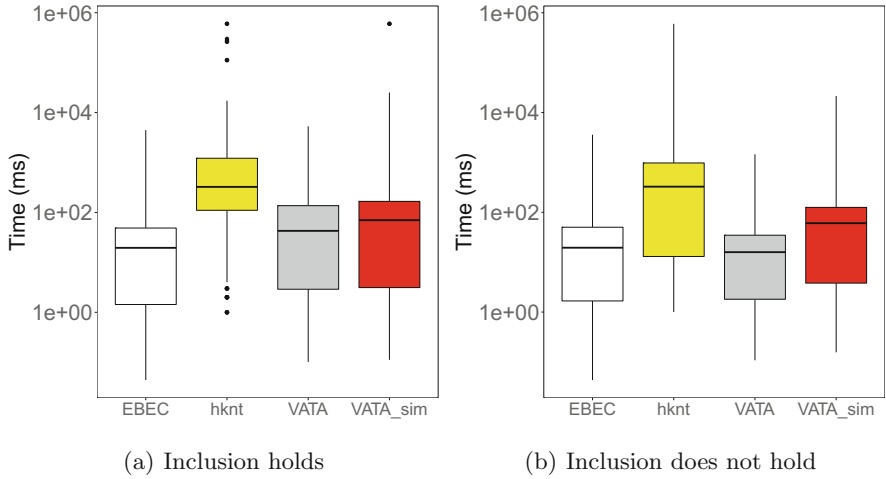 1e+06
1e+04
1e+02
1e+00
Time (ms)
EBEC hknt VATA VATA_sim
(a) Inclusion holds
1e+06
1e+04
1e+02
1e+00
Time (ms)
EBEC hknt VATA VATA_sim
(b) Inclusion does not hold